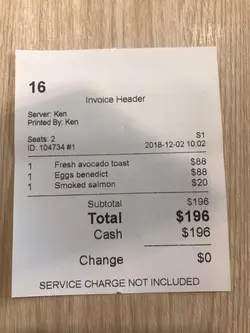 16
Invoice Header
Server: Ken
Printed By: Ken
Seats: 2 S1
ID: 104734 #1 2018-12-02 10:02
1 Fresh avocado toast $88
1 Eggs benedict $88
1 Smoked salmon $20
Subtotal $196
Total $196
Cash $196
Change $0
SERVICE CHARGE NOT INCLUDED